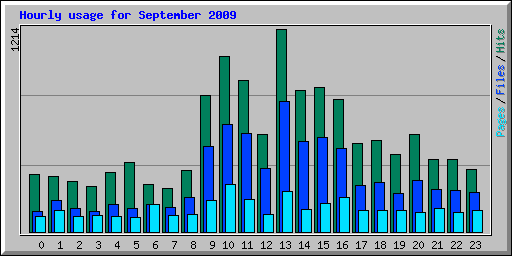 Hourly usage for September 2009
1214
Pages/Files/Hits
0 1 2 3 4 5 6 7 8 9 10 11 12 13 14 15 16 17 18 19 20 21 22 23